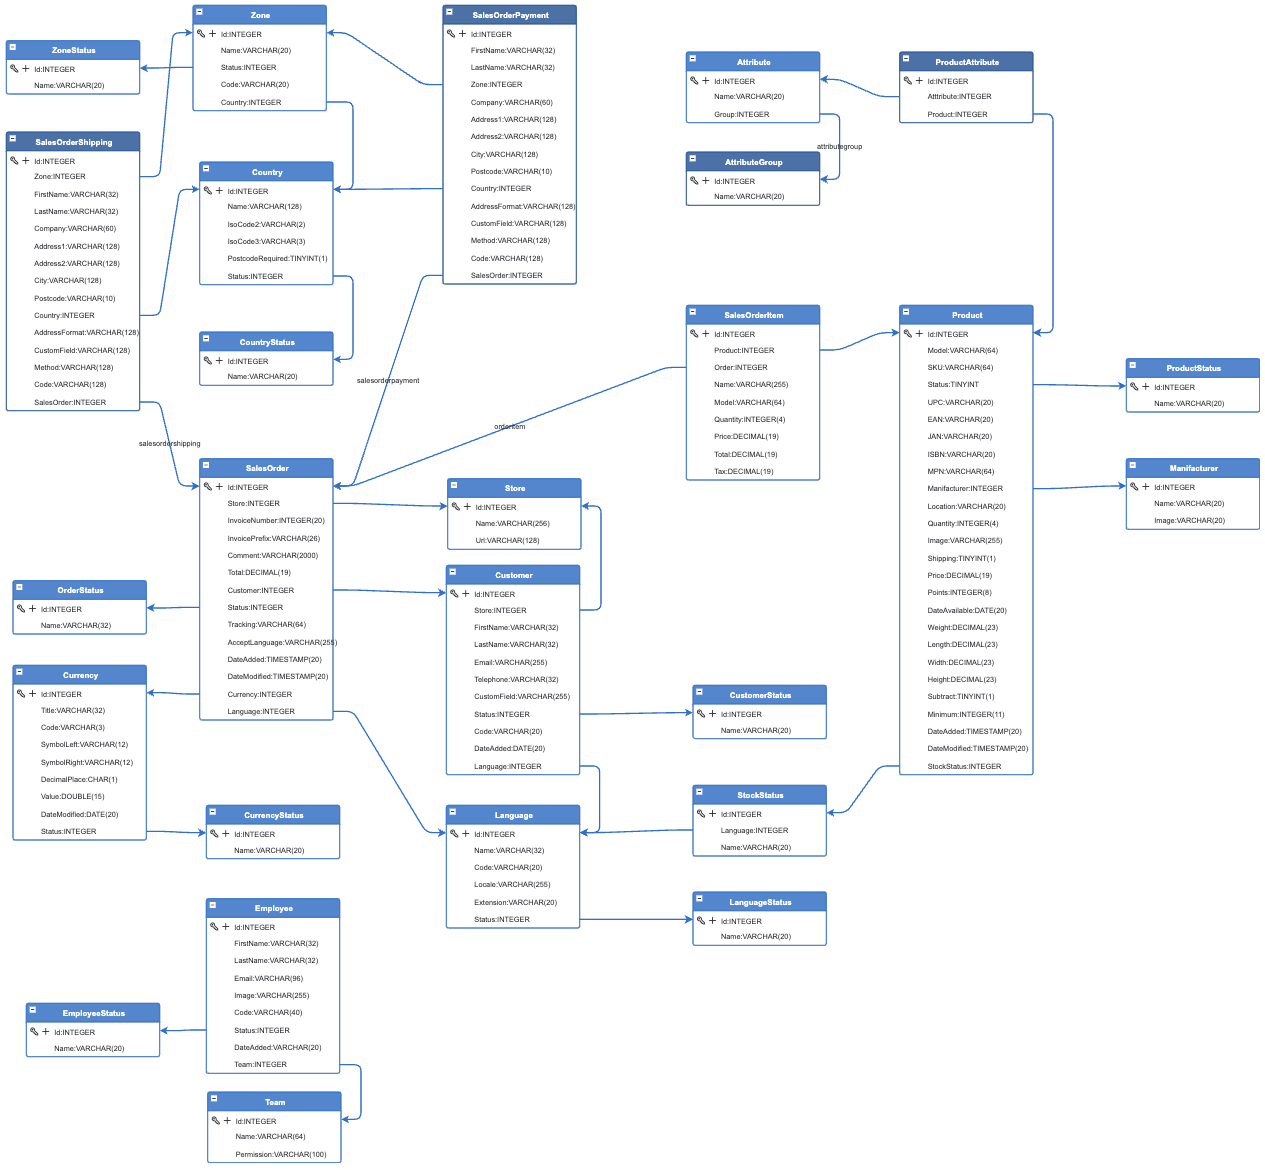 ZoneStatus
Id:INTEGER
Name:VARCHAR(20)
Zone
Id:INTEGER
Name:VARCHAR(20)
Status:INTEGER
Code:VARCHAR(20)
Country:INTEGER
SalesOrderPayment
Id:INTEGER
FirstName:VARCHAR(32)
LastName:VARCHAR(32)
Zone:INTEGER
Company:VARCHAR(60)
Address1:VARCHAR(128)
Address2:VARCHAR(128)
City:VARCHAR(128)
Postcode:VARCHAR(10)
Country:INTEGER
AddressFormat:VARCHAR(128)
CustomField:VARCHAR(128)
Method:VARCHAR(128)
Code:VARCHAR(128)
SalesOrder:INTEGER
Attribute
Id:INTEGER
Name:VARCHAR(20)
Group:INTEGER
ProductAttribute
Id:INTEGER
Atttribute:INTEGER
Product:INTEGER
attributegroup
AttributeGroup
Id:INTEGER
Name:VARCHAR(20)
SalesOrderShipping
Id:INTEGER
Zone:INTEGER
FirstName:VARCHAR(32)
LastName:VARCHAR(32)
Company:VARCHAR(60)
Address1:VARCHAR(128)
Address2:VARCHAR(128)
City:VARCHAR(128)
Postcode:VARCHAR(10)
Country:INTEGER
AddressFormat:VARCHAR(128)
CustomField:VARCHAR(128)
Method:VARCHAR(128)
Code:VARCHAR(128)
SalesOrder:INTEGER
Country
Id:INTEGER
Name:VARCHAR(128)
IsoCode2:VARCHAR(2)
IsoCode3:VARCHAR(3)
PostcodeRequired:TINYINT(1)
Status:INTEGER
CountryStatus
Id:INTEGER
Name:VARCHAR(20)
salesorderpayment
salesordershipping
orderitem
SalesOrderItem
Id:INTEGER
Product:INTEGER
Order:INTEGER
Name:VARCHAR(255)
Model:VARCHAR(64)
Quantity:INTEGER(4)
Price:DECIMAL(19)
Total:DECIMAL(19)
Tax:DECIMAL(19)
Product
Id:INTEGER
Model:VARCHAR(64)
SKU:VARCHAR(64)
Status:TINYINT
UPC:VARCHAR(20)
EAN:VARCHAR(20)
JAN:VARCHAR(20)
ISBN:VARCHAR(20)
MPN:VARCHAR(64)
Manifacturer:INTEGER
Location:VARCHAR(20)
Quantity:INTEGER(4)
Image:VARCHAR(255)
Shipping:TINYINT(1)
Price:DECIMAL(19)
Points:INTEGER(8)
DateAvailable:DATE(20)
Weight:DECIMAL(23)
Length:DECIMAL(23)
Width:DECIMAL(23)
Height:DECIMAL(23)
Subtract:TINYINT(1)
Minimum:INTEGER(11)
DateAdded:TIMESTAMP(20)
DateModified:TIMESTAMP(20)
StockStatus:INTEGER
ProductStatus
Id:INTEGER
Name:VARCHAR(20)
Manifacturer
Id:INTEGER
Name:VARCHAR(20)
Image:VARCHAR(20)
SalesOrder
Id:INTEGER
Store:INTEGER
InvoiceNumber:INTEGER(20)
InvoicePrefix:VARCHAR(26)
Comment:VARCHAR(2000)
Total:DECIMAL(19)
Customer:INTEGER
Status:INTEGER
Tracking:VARCHAR(64)
AcceptLanguage:VARCHAR(255)
DateAdded:TIMESTAMP(20)
DateModified:TIMESTAMP(20)
Currency:INTEGER
Language:INTEGER
Store
Id:INTEGER
Name:VARCHAR(256)
Url:VARCHAR(128)
Customer
Id:INTEGER
Store:INTEGER
FirstName:VARCHAR(32)
LastName:VARCHAR(32)
Email:VARCHAR(255)
Telephone:VARCHAR(32)
CustomField:VARCHAR(255)
Status:INTEGER
Code:VARCHAR(20)
DateAdded:DATE(20)
Language:INTEGER
OrderStatus
Id:INTEGER
Name:VARCHAR(32)
Currency
Id:INTEGER
Title:VARCHAR(32)
Code:VARCHAR(3)
SymbolLeft:VARCHAR(12)
SymbolRight:VARCHAR(12)
DecimalPlace:CHAR(1)
Value:DOUBLE(15)
DateModified:DATE(20)
Status:INTEGER
CustomerStatus
Id:INTEGER
Name:VARCHAR(20)
StockStatus
Id:INTEGER
Language:INTEGER
Name:VARCHAR(20)
CurrencyStatus
Id:INTEGER
Name:VARCHAR(20)
Language
Id:INTEGER
Name:VARCHAR(32)
Code:VARCHAR(20)
Locale:VARCHAR(255)
Extension:VARCHAR(20)
Status:INTEGER
LanguageStatus
Id:INTEGER
Name:VARCHAR(20)
Employee
Id:INTEGER
FirstName:VARCHAR(32)
LastName:VARCHAR(32)
Email:VARCHAR(96)
Image:VARCHAR(255)
Code:VARCHAR(40)
Status:INTEGER
DateAdded:VARCHAR(20)
Team:INTEGER
EmployeeStatus
Id:INTEGER
Name:VARCHAR(20)
Team
Id:INTEGER
Name:VARCHAR(64)
Permission:VARCHAR(100)